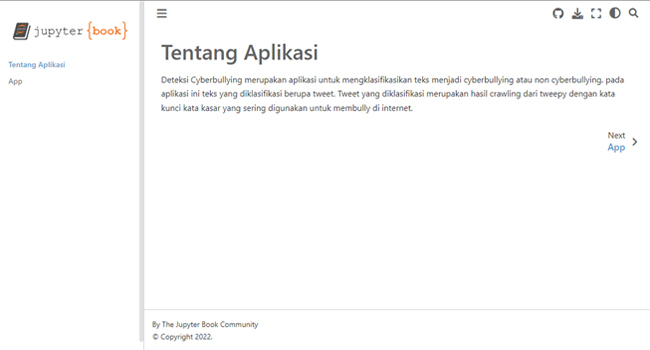 jupyter {book}
Tentang Aplikasi
App
Tentang Aplikasi
Deteksi Cyberbullying merupakan aplikasi untuk mengklasifikasikan teks menjadi cyberbullying atau non cyberbullying. pada
aplikasi ini teks yang diklasifikasi berupa tweet. Tweet yang diklasifikasi merupakan hasil crawling dari tweepy dengan kata
kunci kata kasar yang sering digunakan untuk membully di internet.
Next
App
By The Jupyter Book Community
© Copyright 2022.